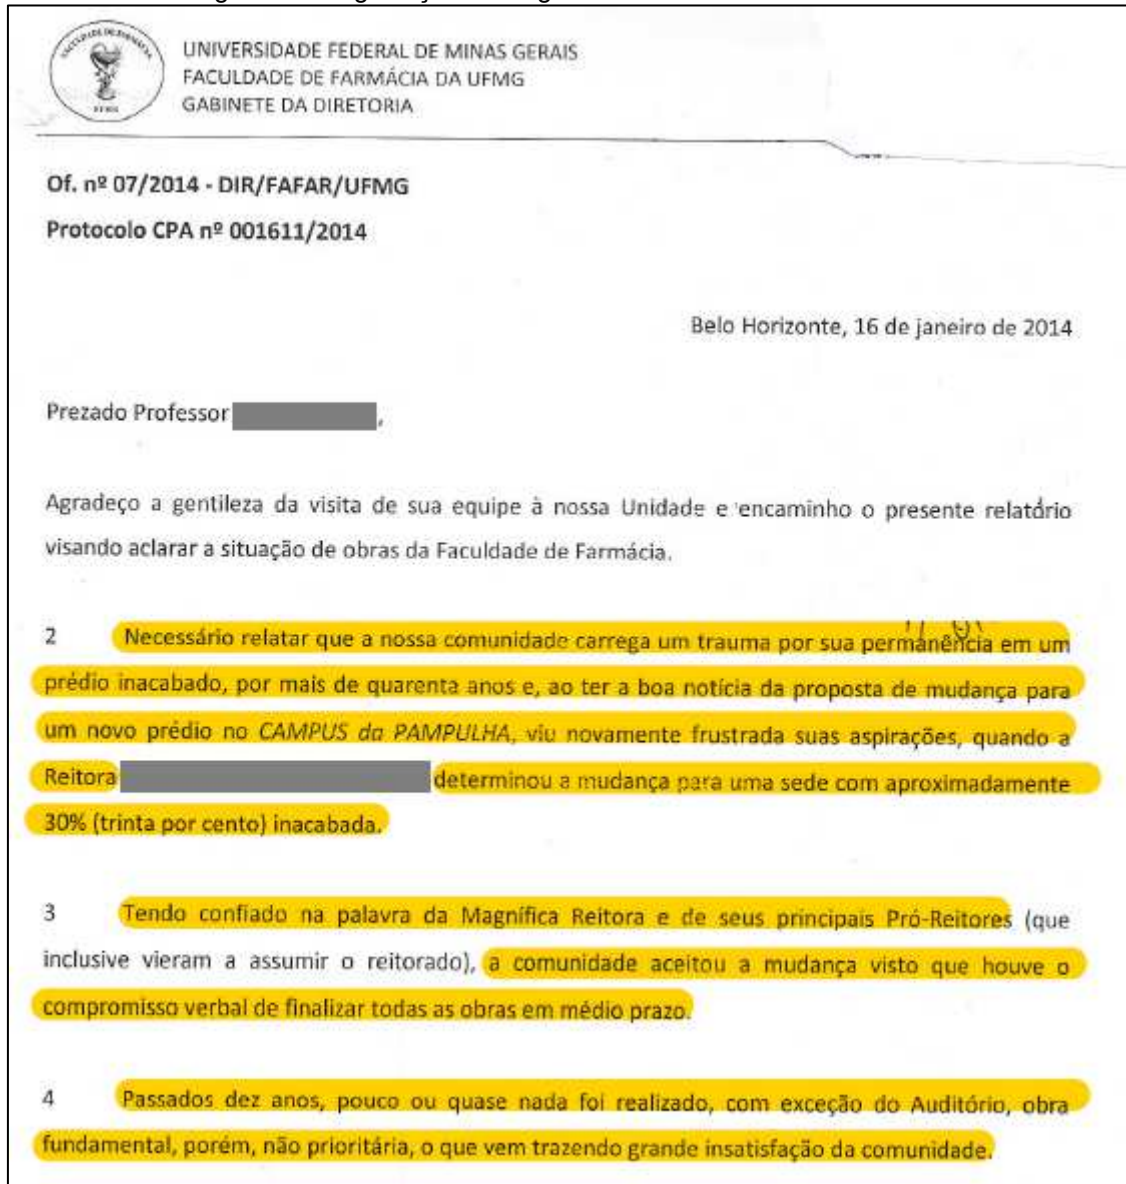 FACULDADE DE FARMÁCIA
UFMG
UNIVERSIDADE FEDERAL DE MINAS GERAIS
FACULDADE DE FARMÁCIA DA UFMG
GABINETE DA DIRETORIA
Of. nº 07/2014 - DIR/FAFAR/UFMG
Protocolo CPA nº 001611/2014
Belo Horizonte, 16 de janeiro de 2014
Prezado Professor ,
Agradeço a gentileza da visita de sua equipe à nossa Unidade e encaminho o presente relatório
visando aclarar a situação de obras da Faculdade de Farmácia.
2 Necessário relatar que a nossa comunidade carrega um trauma por sua permanência em um
prédio inacabado, por mais de quarenta anos e, ao ter a boa notícia da proposta de mudança para
um novo prédio no CAMPUS da PAMPULHA, viu novamente frustrada suas aspirações, quando a
Reitora determinou a mudança para uma sede com aproximadamente
30% (trinta por cento) inacabada.
3 Tendo confiado na palavra da Magnífica Reitora e de seus principais Pró-Reitores (que
inclusive vieram a assumir o reitorado), a comunidade aceitou a mudança visto que houve o
compromisso verbal de finalizar todas as obras em médio prazo.
4 Passados dez anos, pouco ou quase nada foi realizado, com exceção do Auditório, obra
fundamental, porém, não prioritária, o que vem trazendo grande insatisfação da comunidade.